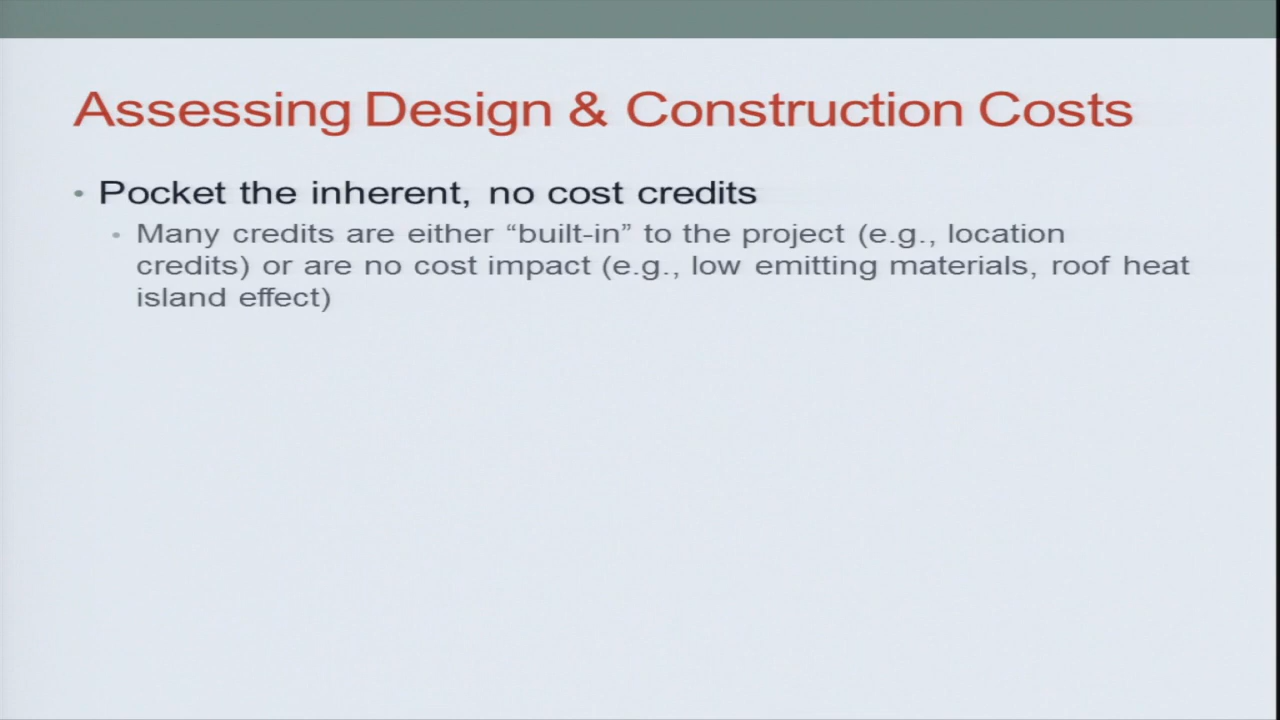 Assessing Design & Construction Costs
• Pocket the inherent, no cost credits
• Many credits are either “built-in” to the project (e.g., location
credits) or are no cost impact (e.g., low emitting materials, roof heat
island effect)